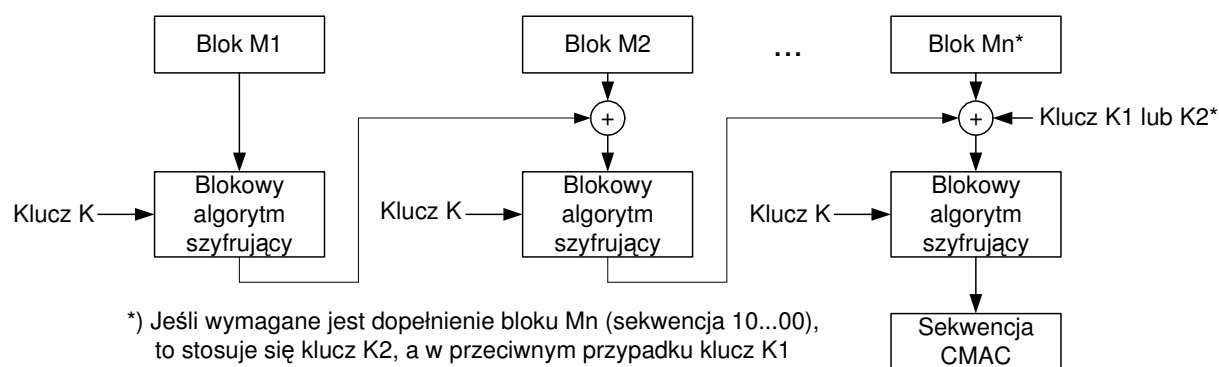 Blok M1
Blok M2
...
Blok Mn*
+
+
Klucz K1 lub K2*
Klucz K
Blokowy
algorytm
szyfrujący
Klucz K
Blokowy
algorytm
szyfrujący
Klucz K
Blokowy
algorytm
szyfrujący
*) Jeśli wymagane jest dopełnienie bloku Mn (sekwencja 10...00),
to stosuje się klucz K2, a w przeciwnym przypadku klucz K1
Sekwencja
CMAC